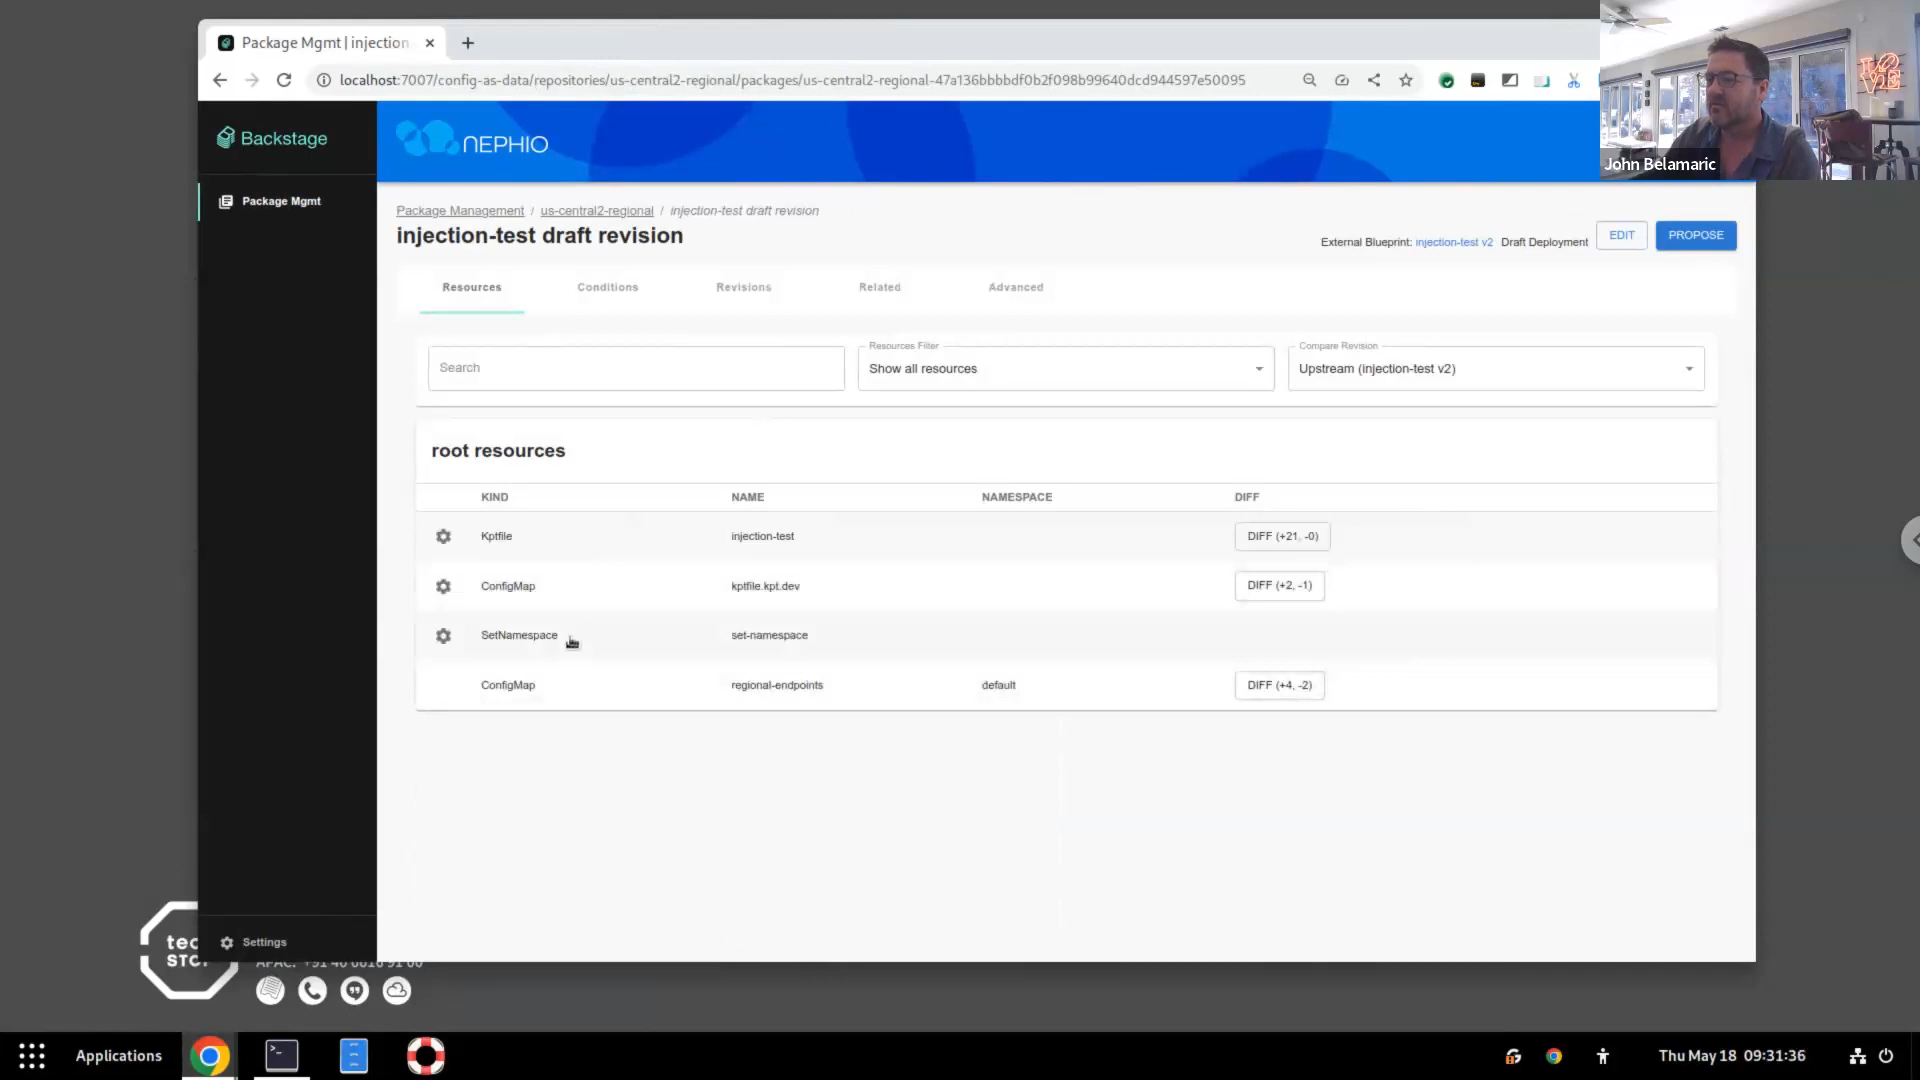 Package Mgmt | injection
localhost:7007/config-as-data/repositories/us-central2-regional/packages/us-central2-regional-47a136bbbbdf0b2f098b99640dcd944597e50095
Backstage
NEPHIO
John Belamaric
Package Mgmt
Package Management / us-central2-regional / injection-test draft revision
injection-test draft revision
External Blueprint: injection-test v2 Draft Deployment EDIT PROPOSE
Resources Conditions Revisions Related Advanced
Resources Filter Compare Revision
Search Show all resources Upstream (injection-test v2)
root resources
KIND NAME NAMESPACE DIFF
Kptfile injection-test DIFF (+21, -0)
ConfigMap kptfile.kpt.dev DIFF (+2, -1)
SetNamespace set-namespace
ConfigMap regional-endpoints default DIFF (+4, -2)
Settings
Applications
Thu May 18 09:31:36